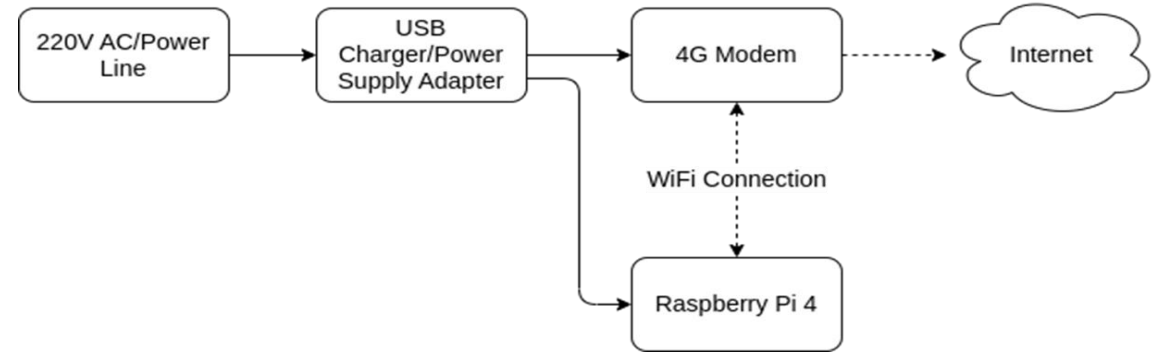 220V AC/Power
Line
USB
Charger/Power
Supply Adapter
4G Modem
Internet
WiFi Connection
Raspberry Pi 4